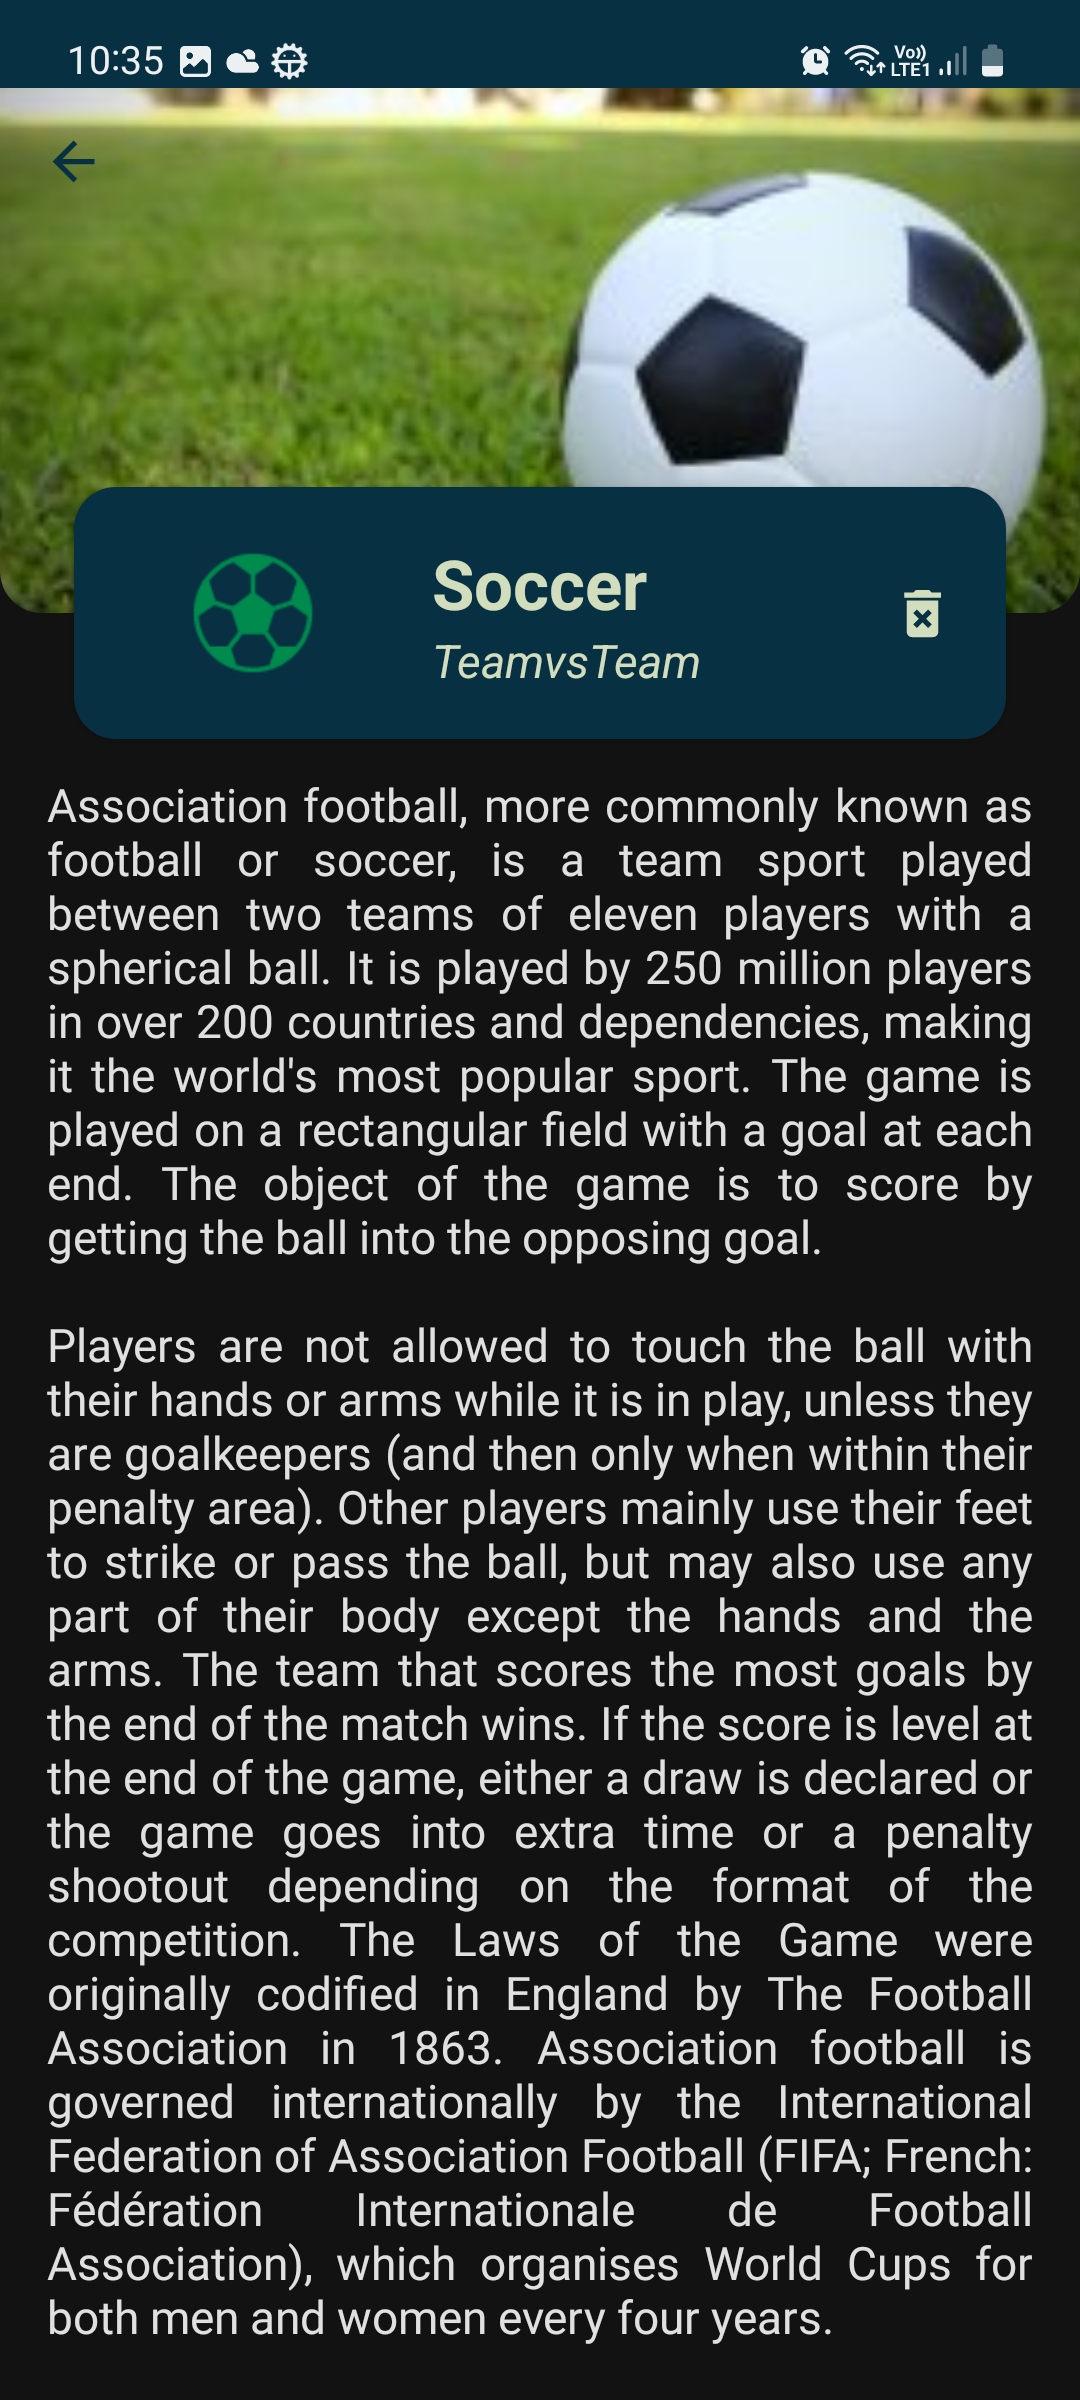 10:35
Vo))
LTE1
Soccer
TeamvsTeam
Association football, more commonly known as
football or soccer, is a team sport played
between two teams of eleven players with a
spherical ball. It is played by 250 million players
in over 200 countries and dependencies, making
it the world's most popular sport. The game is
played on a rectangular field with a goal at each
end. The object of the game is to score by
getting the ball into the opposing goal.
Players are not allowed to touch the ball with
their hands or arms while it is in play, unless they
are goalkeepers (and then only when within their
penalty area). Other players mainly use their feet
to strike or pass the ball, but may also use any
part of their body except the hands and the
arms. The team that scores the most goals by
the end of the match wins. If the score is level at
the end of the game, either a draw is declared or
the game goes into extra time or a penalty
shootout depending on the format of the
competition. The Laws of the Game were
originally codified in England by The Football
Association in 1863. Association football is
governed internationally by the International
Federation of Association Football (FIFA; French:
Fédération Internationale de Football
Association), which organises World Cups for
both men and women every four years.